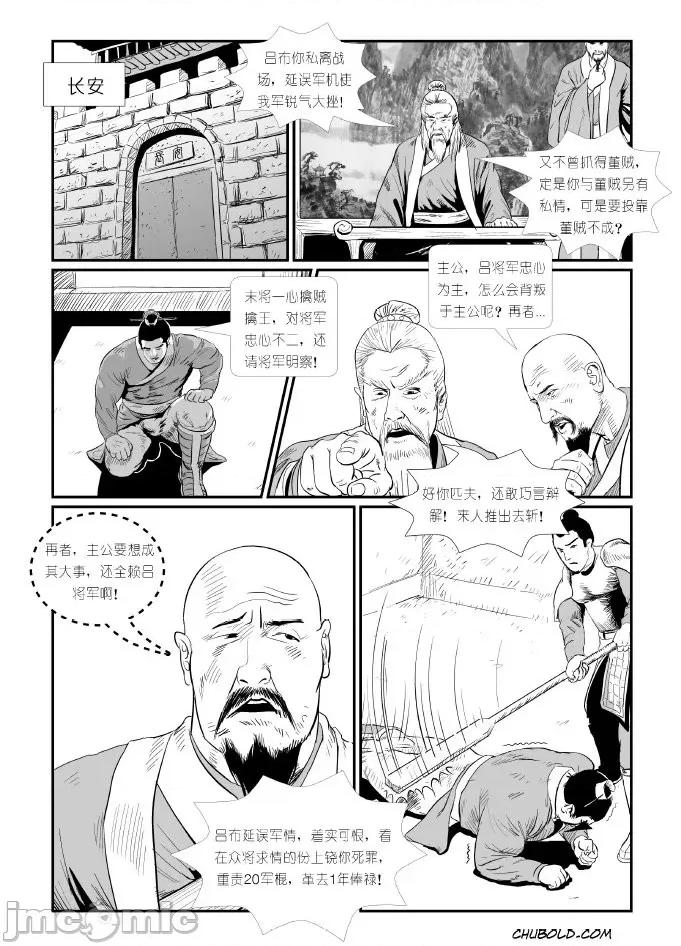 长安
吕布你私离战
场，延误军机使
我军锐气大挫！
又不曾抓得董贼，
定是你与董贼另有
私情，可是要投靠
董贼不成？
末将一心擒贼
擒王，对将军
忠心不二，还
请将军明察！
主公，吕将军忠心
为主，怎么会背叛
于主公呢？再者...
好你匹夫，还敢巧言辩
解！来人推出去斩！
再者，主公要想成
其大事，还全赖吕
将军啊！
吕布延误军情，着实可恨，看
在众将求情的份上饶你死罪，
重责20军棍，革去1年俸禄！
jmcomic
CHUBOLD.COM